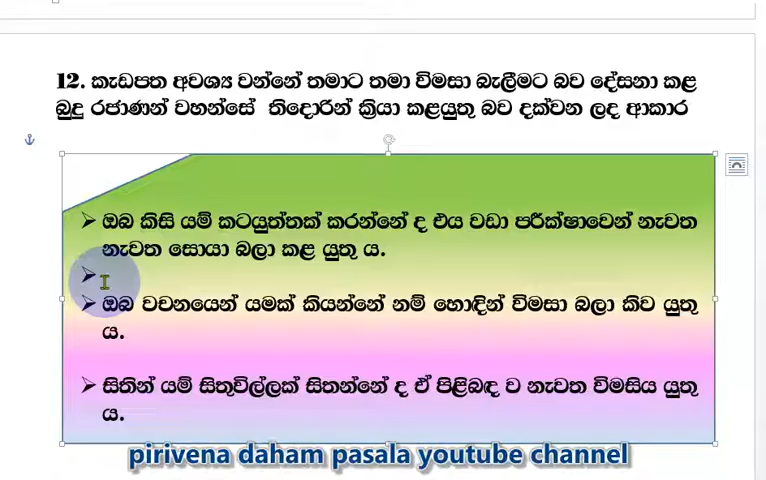 12. කැඩපත අවශ්‍ය වන්නේ තමාට තමා විමසා බැලීමට බව දේසනා කළ
බුදු රජාණන් වහන්සේ තිදොරින් ක්‍රියා කළයුතු බව දක්වන ලද ආකාර
➢ ඔබ කිසි යම් කටයුත්තක් කරන්නේ ද එය වඩා පරීක්ෂාවෙන් නැවත
නැවත සොයා බලා කළ යුතු ය.
➢
➢ ඔබ වචනයෙන් යමක් කියන්නේ නම් හොඳින් විමසා බලා කිව යුතු
ය.
➢ සිතින් යම් සිතුවිල්ලක් සිතන්නේ ද ඒ පිළිබඳ ව නැවත විමසිය යුතු
ය.
pirivena daham pasala youtube channel